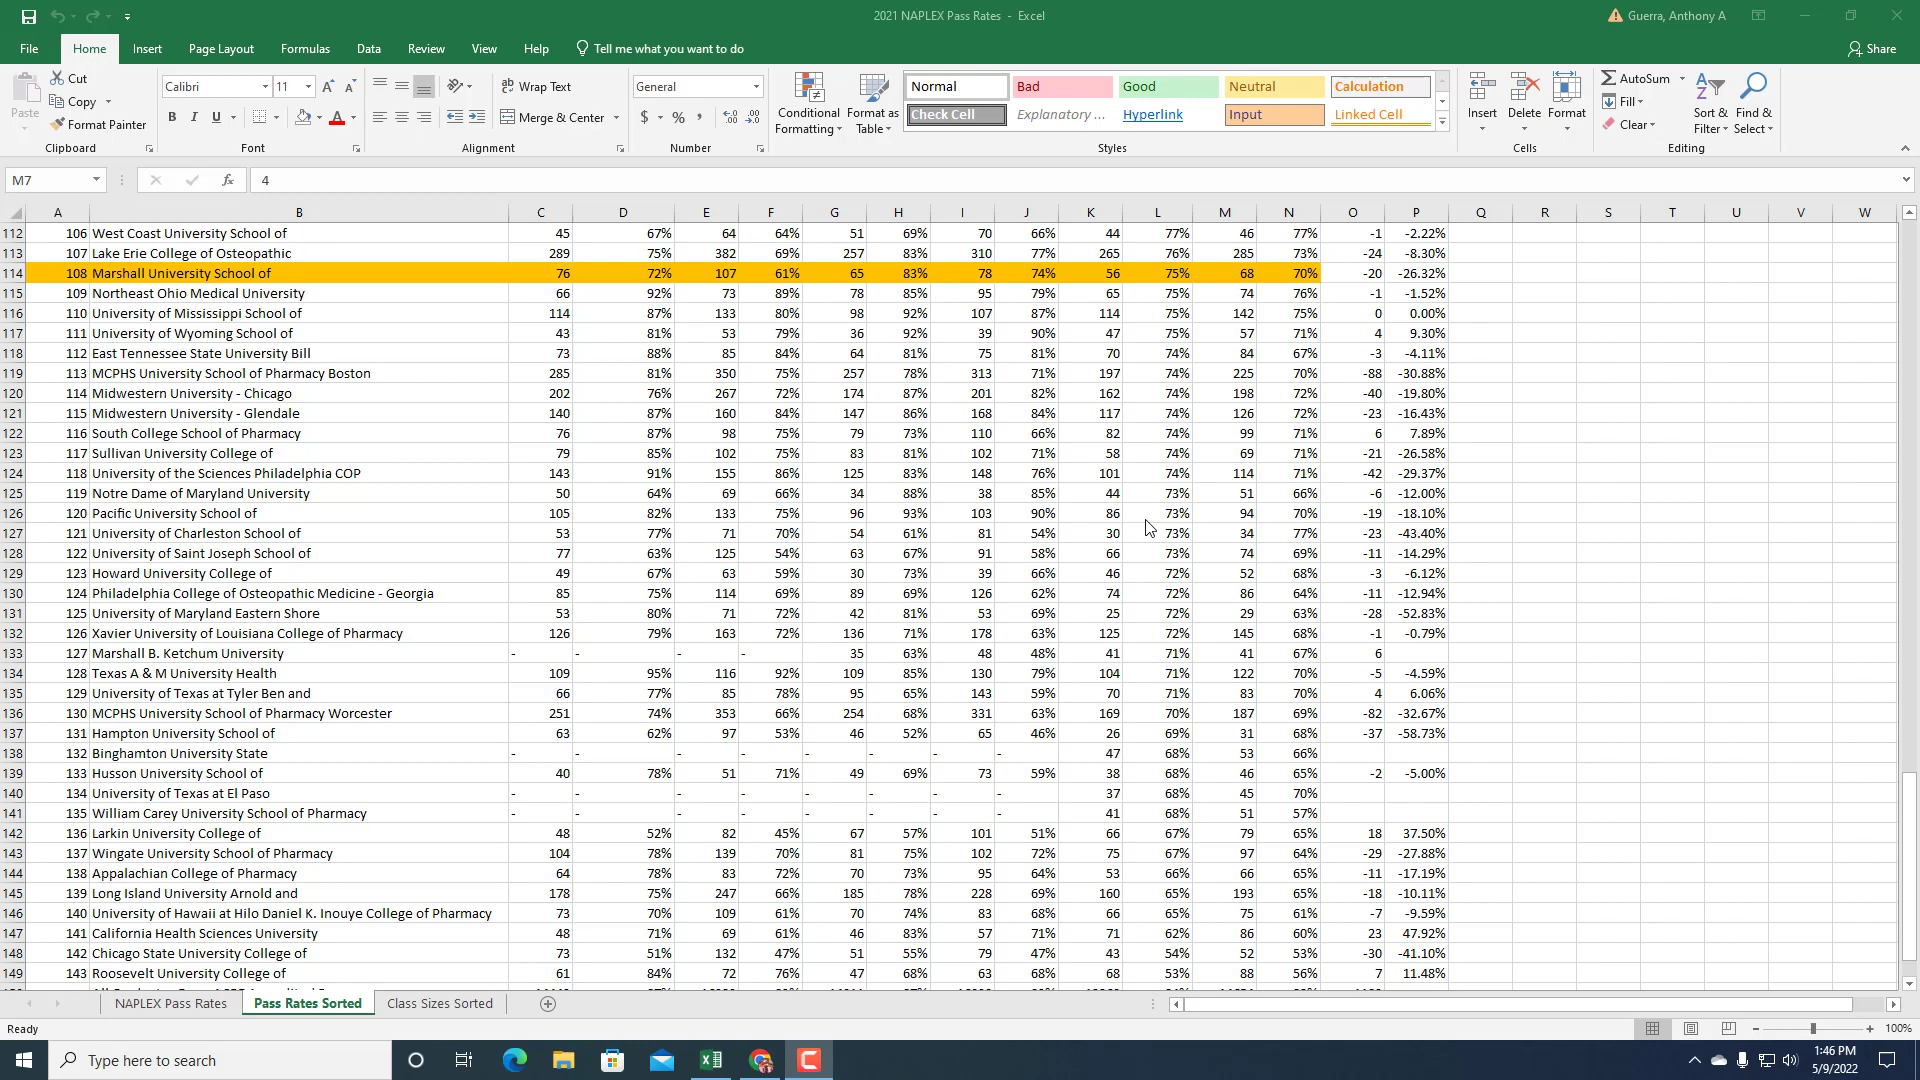 2021 NAPLEX Pass Rates - Excel
Guerra, Anthony A
File Home Insert Page Layout Formulas Data Review View Help Tell me what you want to do Share
Paste Cut Calibri 11 Wrap Text General Conditional Formatting Format as Table Normal Bad Good Neutral Calculation Insert Delete Format AutoSum Sort & Filter Find & Select
Copy Fill
Format Painter B I U Merge & Center $ % Check Cell Explanatory ... Hyperlink Input Linked Cell Clear
Clipboard Font Alignment Number Styles Cells Editing
M7 fx 4
A B C D E F G H I J K L M N O P Q R S T U V W
112 106 West Coast University School of 45 67% 64 64% 51 69% 70 66% 44 77% 46 77% -1 -2.22%
113 107 Lake Erie College of Osteopathic 289 75% 382 69% 257 83% 310 77% 265 76% 285 73% -24 -8.30%
114 108 Marshall University School of 76 72% 107 61% 65 83% 78 74% 56 75% 68 70% -20 -26.32%
115 109 Northeast Ohio Medical University 66 92% 73 89% 78 85% 95 79% 65 75% 74 76% -1 -1.52%
116 110 University of Mississippi School of 114 87% 133 80% 98 92% 107 87% 114 75% 142 75% 0 0.00%
117 111 University of Wyoming School of 43 81% 53 79% 36 92% 39 90% 47 75% 57 71% 4 9.30%
118 112 East Tennessee State University Bill 73 88% 85 84% 64 81% 75 81% 70 74% 84 67% -3 -4.11%
119 113 MCPHS University School of Pharmacy Boston 285 81% 350 75% 257 78% 313 71% 197 74% 225 70% -88 -30.88%
120 114 Midwestern University - Chicago 202 76% 267 72% 174 87% 201 82% 162 74% 198 72% -40 -19.80%
121 115 Midwestern University - Glendale 140 87% 160 84% 147 86% 168 84% 117 74% 126 72% -23 -16.43%
122 116 South College School of Pharmacy 76 87% 98 75% 79 73% 110 66% 82 74% 99 71% 6 7.89%
123 117 Sullivan University College of 79 85% 102 75% 83 81% 102 71% 58 74% 69 71% -21 -26.58%
124 118 University of the Sciences Philadelphia COP 143 91% 155 86% 125 83% 148 76% 101 74% 114 71% -42 -29.37%
125 119 Notre Dame of Maryland University 50 64% 69 66% 34 88% 38 85% 44 73% 51 66% -6 -12.00%
126 120 Pacific University School of 105 82% 133 75% 96 93% 103 90% 86 73% 94 70% -19 -18.10%
127 121 University of Charleston School of 53 77% 71 70% 54 61% 81 54% 30 73% 34 77% -23 -43.40%
128 122 University of Saint Joseph School of 77 63% 125 54% 63 67% 91 58% 66 73% 74 69% -11 -14.29%
129 123 Howard University College of 49 67% 63 59% 30 73% 39 66% 46 72% 52 68% -3 -6.12%
130 124 Philadelphia College of Osteopathic Medicine - Georgia 85 75% 114 69% 89 69% 126 62% 74 72% 86 64% -11 -12.94%
131 125 University of Maryland Eastern Shore 53 80% 71 72% 42 81% 53 69% 25 72% 29 63% -28 -52.83%
132 126 Xavier University of Louisiana College of Pharmacy 126 79% 163 72% 136 71% 178 63% 125 72% 145 68% -1 -0.79%
133 127 Marshall B. Ketchum University - - - - 35 63% 48 48% 41 71% 41 67% 6
134 128 Texas A & M University Health 109 95% 116 92% 109 85% 130 79% 104 71% 122 70% -5 -4.59%
135 129 University of Texas at Tyler Ben and 66 77% 85 78% 95 65% 143 59% 70 71% 83 70% 4 6.06%
136 130 MCPHS University School of Pharmacy Worcester 251 74% 353 66% 254 68% 331 63% 169 70% 187 69% -82 -32.67%
137 131 Hampton University School of 63 62% 97 53% 46 52% 65 46% 26 69% 31 68% -37 -58.73%
138 132 Binghamton University State - - - - - - - - 47 68% 53 66%
139 133 Husson University School of 40 78% 51 71% 49 69% 73 59% 38 68% 46 65% -2 -5.00%
140 134 University of Texas at El Paso - - - - - - - - 37 68% 45 70%
141 135 William Carey University School of Pharmacy - - - - - - - - 41 68% 51 57%
142 136 Larkin University College of 48 52% 82 45% 67 57% 101 51% 66 67% 79 65% 18 37.50%
143 137 Wingate University School of Pharmacy 104 78% 139 70% 81 75% 102 72% 75 67% 97 64% -29 -27.88%
144 138 Appalachian College of Pharmacy 64 78% 83 72% 70 73% 95 64% 53 66% 66 65% -11 -17.19%
145 139 Long Island University Arnold and 178 75% 247 66% 185 78% 228 69% 160 65% 193 65% -18 -10.11%
146 140 University of Hawaii at Hilo Daniel K. Inouye College of Pharmacy 73 70% 109 61% 70 74% 83 68% 66 65% 75 61% -7 -9.59%
147 141 California Health Sciences University 48 71% 69 61% 46 83% 57 71% 71 62% 86 60% 23 47.92%
148 142 Chicago State University College of 73 51% 132 47% 51 55% 79 47% 43 54% 52 53% -30 -41.10%
149 143 Roosevelt University College of 61 84% 72 76% 47 68% 63 68% 68 53% 88 56% 7 11.48%
NAPLEX Pass Rates Pass Rates Sorted Class Sizes Sorted
Ready 100%
Type here to search
1:46 PM
5/9/2022